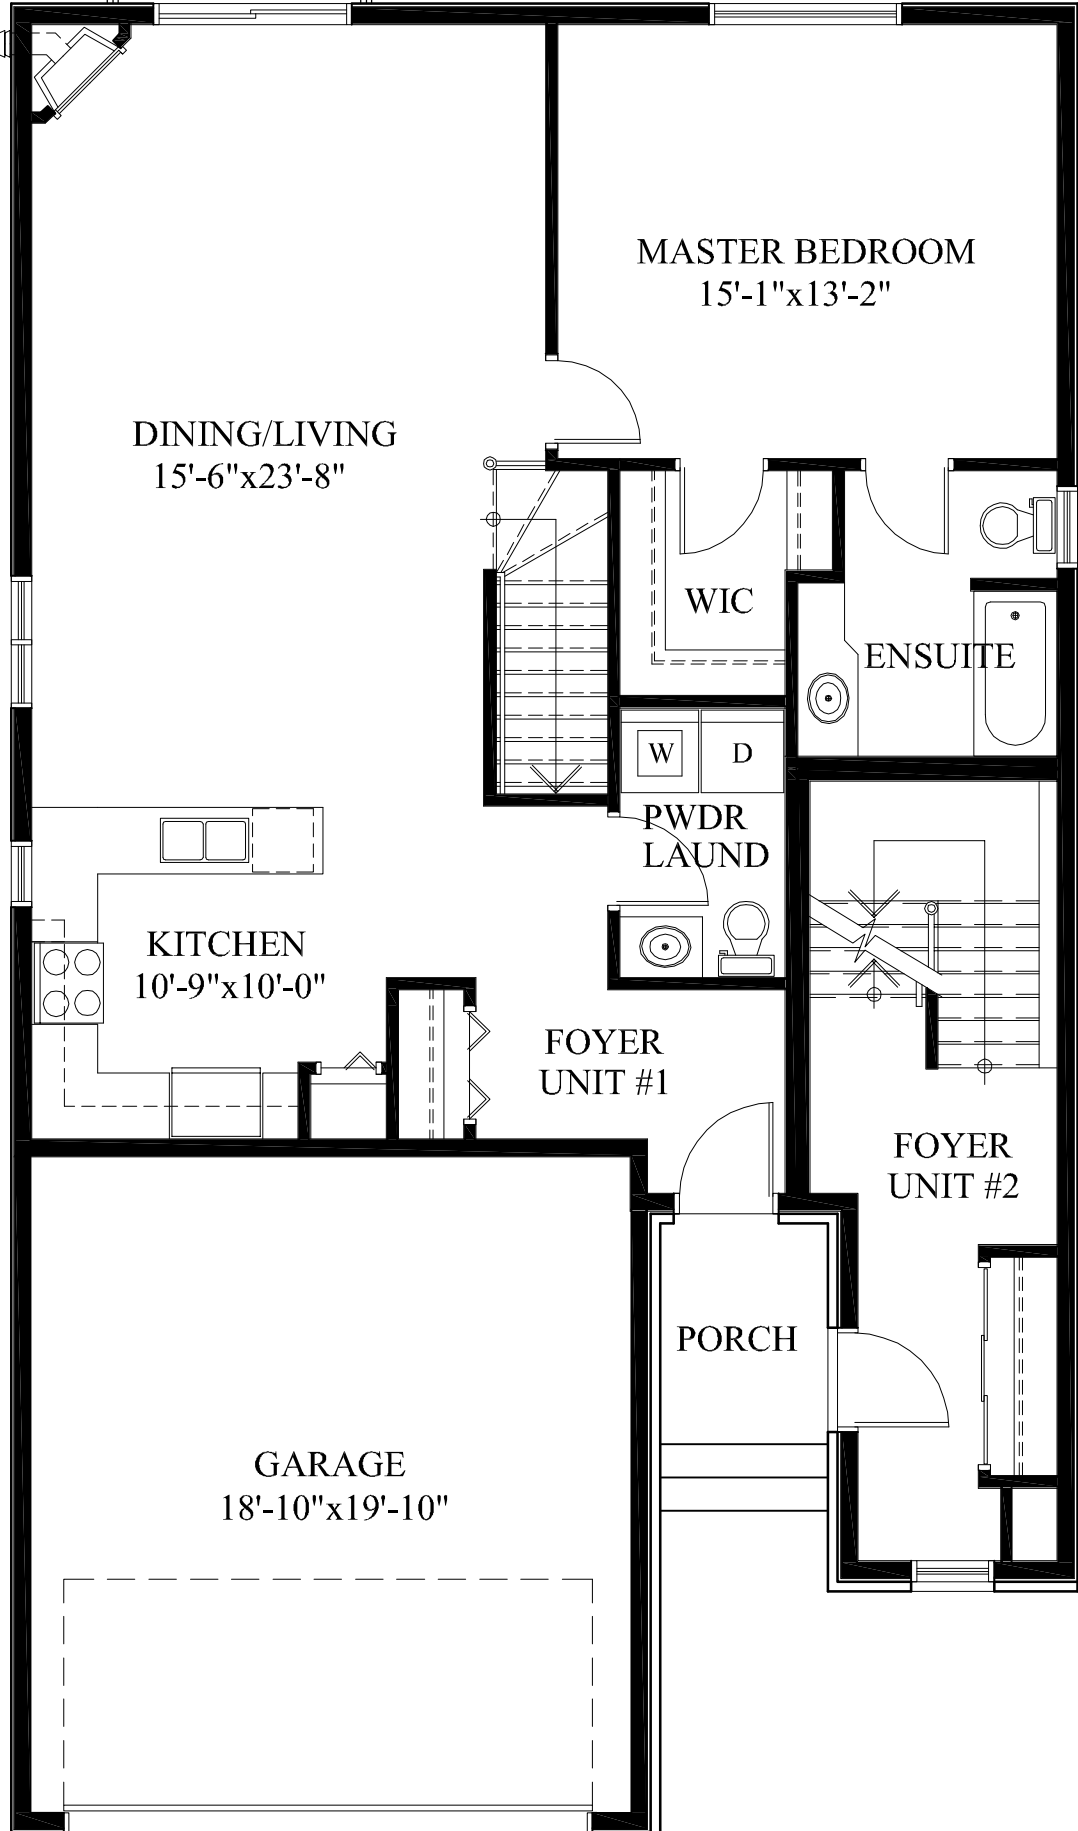 MASTER BEDROOM
15'-1"x13'-2"
DINING/LIVING
15'-6"x23'-8"
WIC
ENSUITE
W
D
PWDR
LAUND
KITCHEN
10'-9"x10'-0"
FOYER
UNIT #1
FOYER
UNIT #2
PORCH
GARAGE
18'-10"x19'-10"